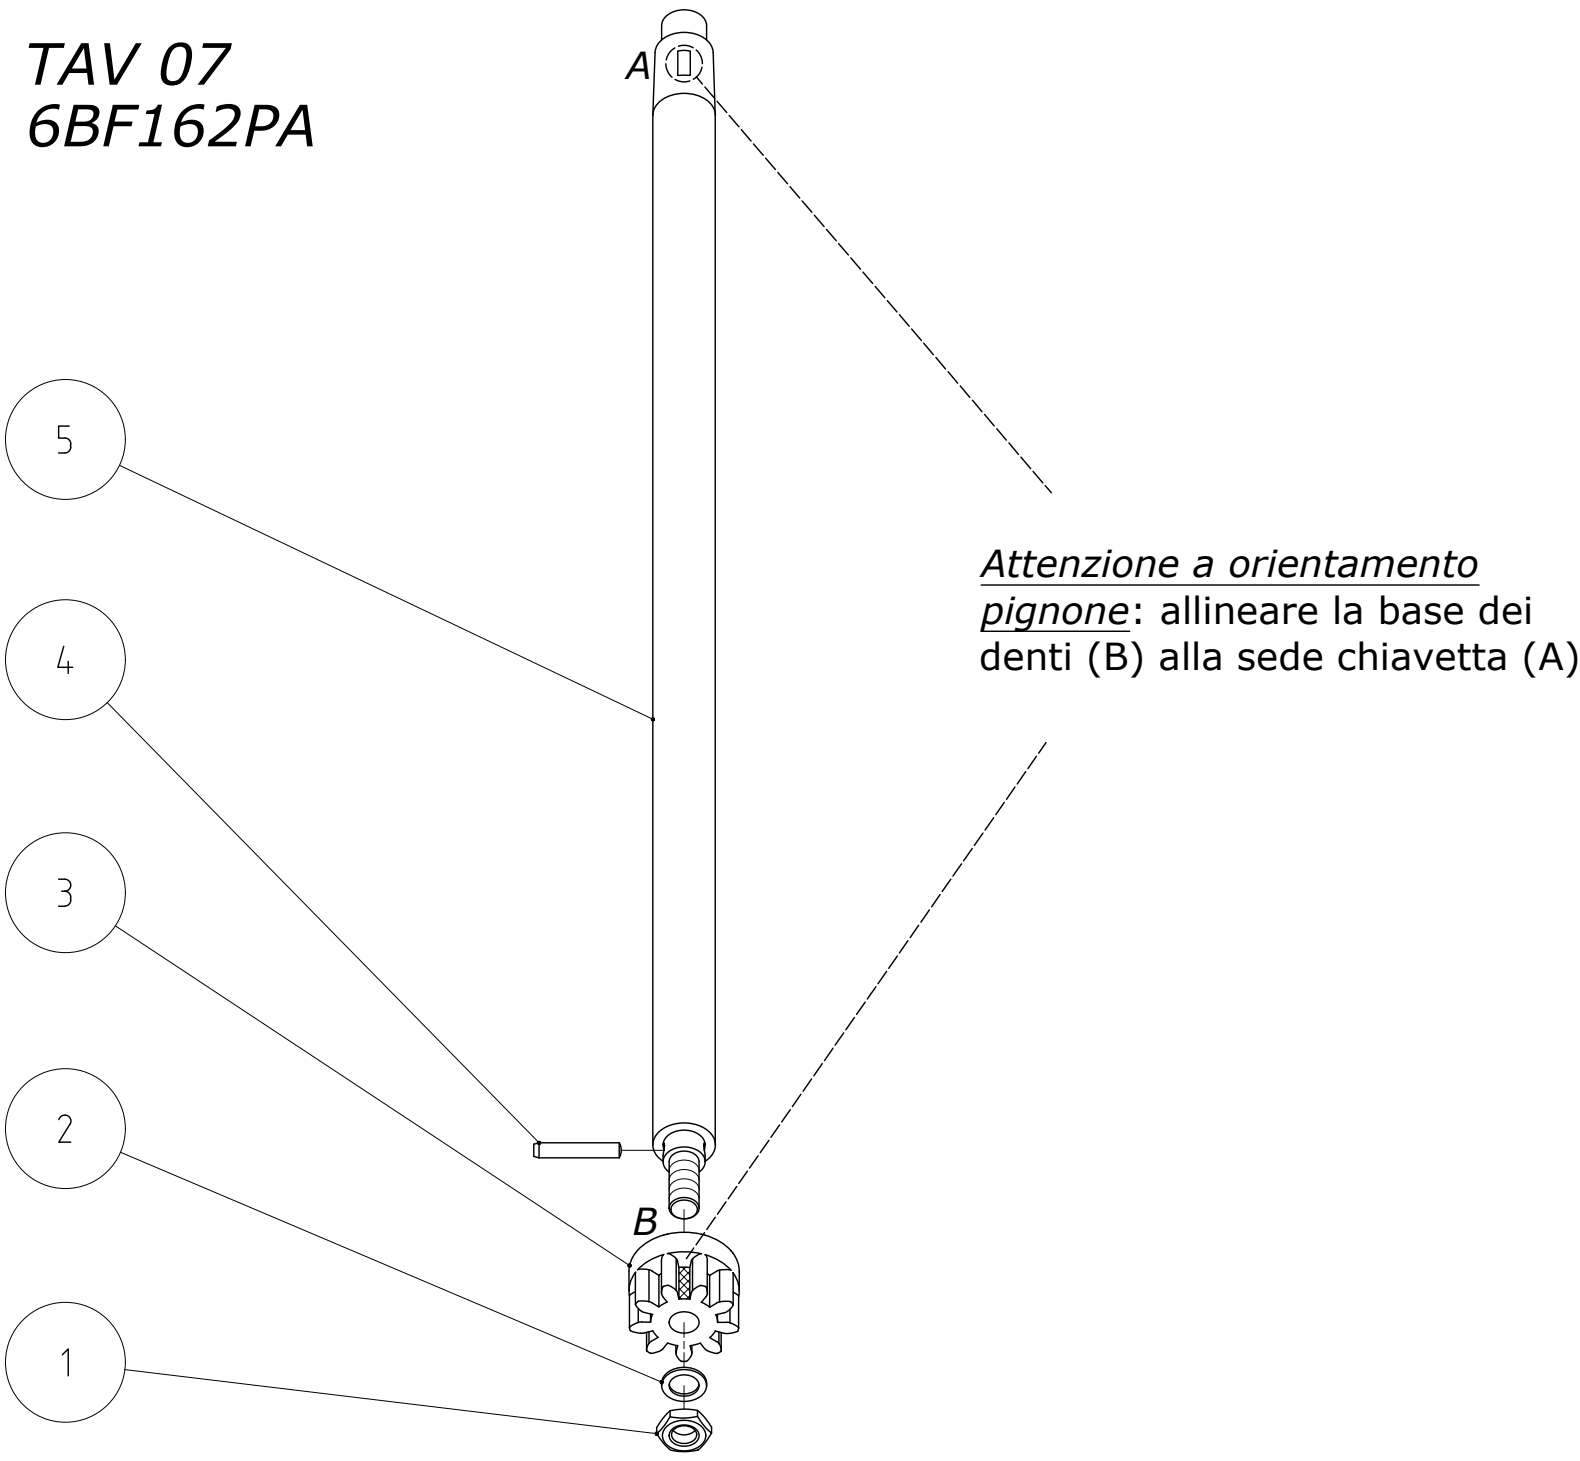 TAV 07
6BF162PA
A
5
Attenzione a orientamento
pignone: allineare la base dei
denti (B) alla sede chiavetta (A)
4
3
2
B
1